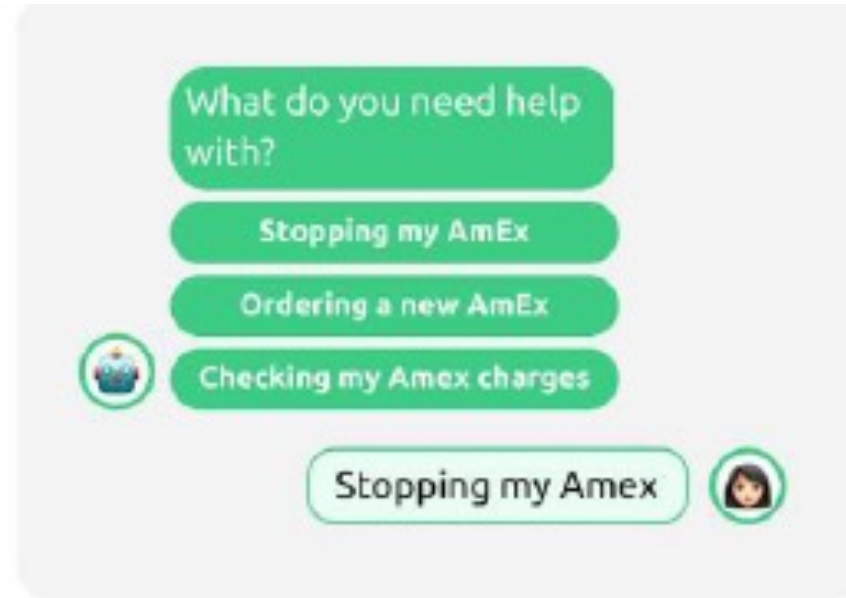 What do you need help
with?
Stopping my AmEx
Ordering a new AmEx
Checking my Amex charges
Stopping my Amex